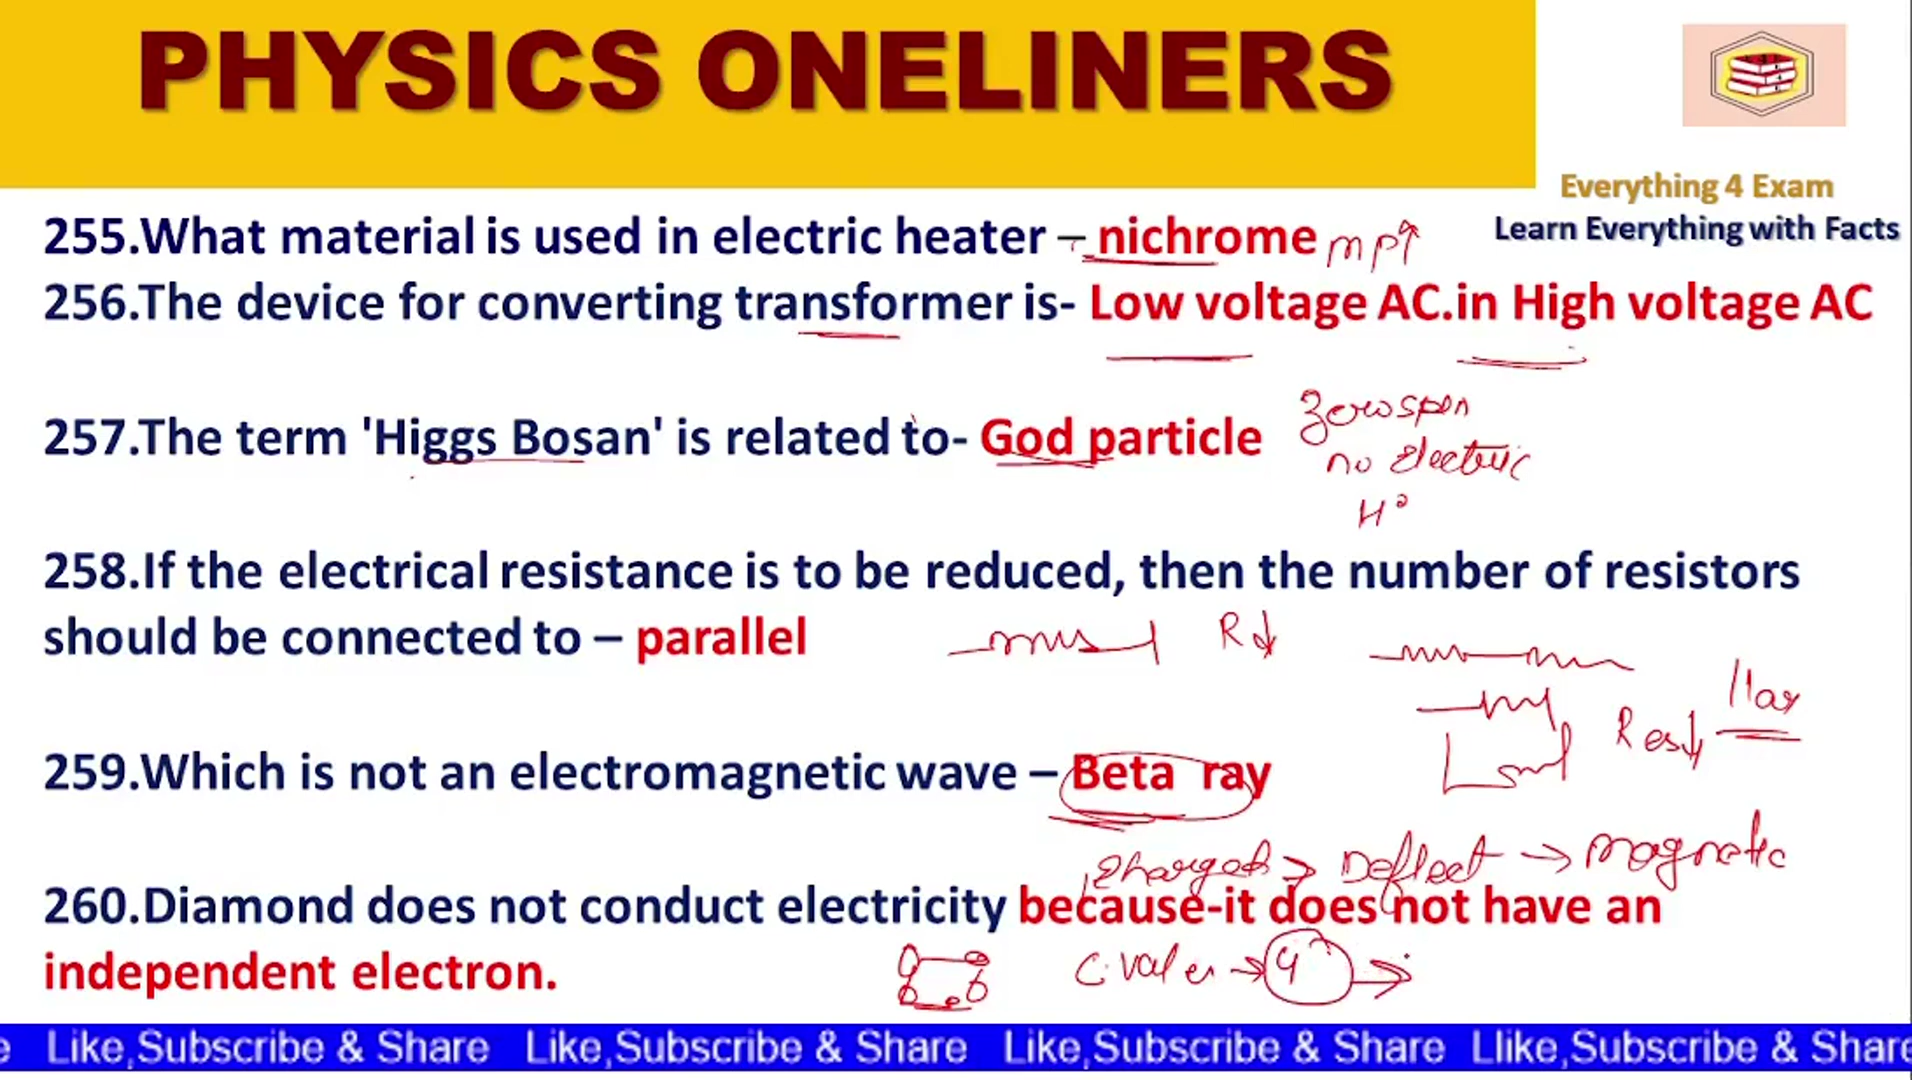 PHYSICS ONELINERS
Everything 4 Exam
Learn Everything with Facts
255.What material is used in electric heater – nichrome mp↑
256.The device for converting transformer is- Low voltage AC.in High voltage AC
zero spin
257.The term 'Higgs Bosan' is related to- God particle
no electric
258.If the electrical resistance is to be reduced, then the number of resistors
should be connected to – parallel
R↓
Res↓
259.Which is not an electromagnetic wave – Beta ray
Charged → Deflect → magnetic
260.Diamond does not conduct electricity because-it does not have an
independent electron.
C. val e →4 →
e Like,Subscribe & Share Like,Subscribe & Share Like,Subscribe & Share Llike,Subscribe & Share